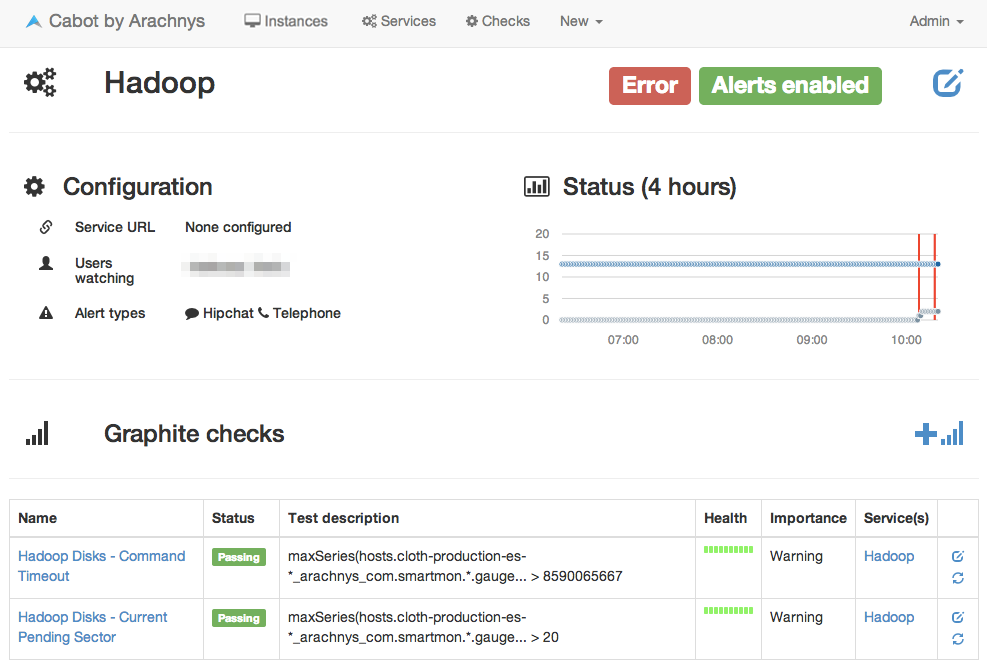 Cabot by Arachnys Instances Services Checks New Admin
Hadoop Error Alerts enabled
Configuration
Service URL None configured
Users
watching
Alert types Hipchat Telephone
Status (4 hours)
20
15
10
5
0
07:00 08:00 09:00 10:00
Graphite checks
Name Status Test description Health Importance Service(s)
Hadoop Disks - Command
Timeout
Passing
maxSeries(hosts.cloth-production-es-
*_arachnys_com.smartmon.*.gauge... > 8590065667
Warning
Hadoop
Hadoop Disks - Current
Pending Sector
Passing
maxSeries(hosts.cloth-production-es-
*_arachnys_com.smartmon.*.gauge... > 20
Warning
Hadoop